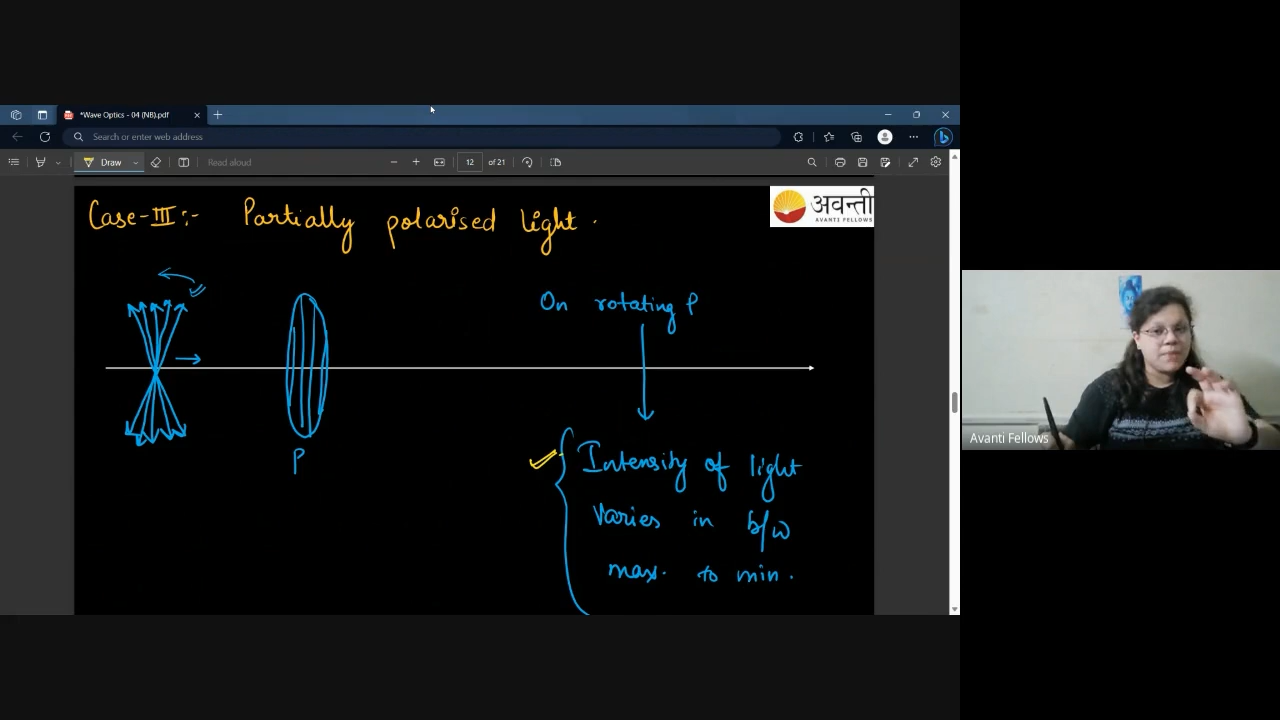 *Wave Optics - 04 (NB).pdf
Search or enter web address
Draw
Read aloud
12 of 21
Case-III:- Partially polarised light.
अवन्ती
AVANTI FELLOWS
On rotating P
P
Intensity of light
varies in b/w
max. to min.
Avanti Fellows